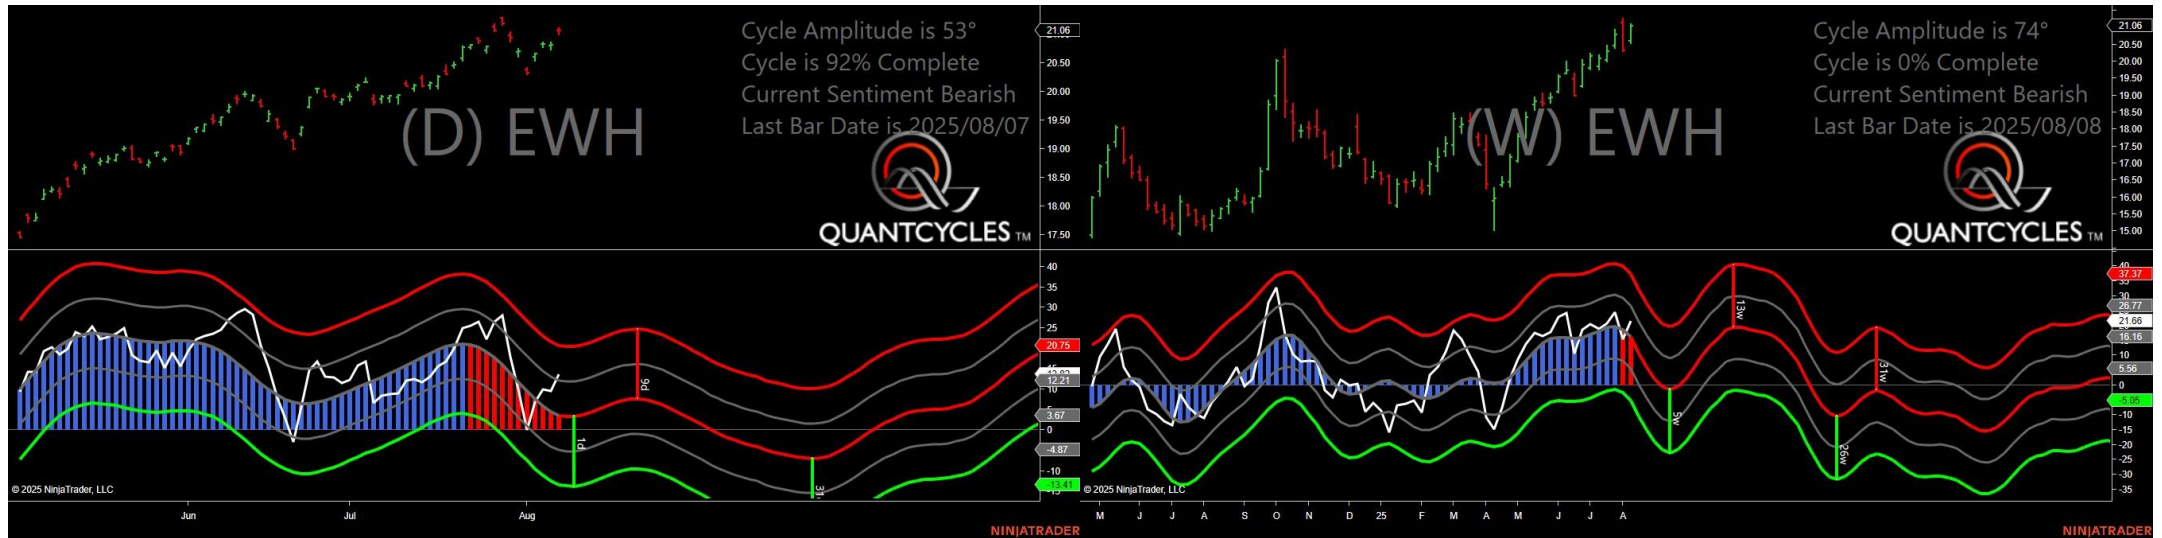 Cycle Amplitude is 53°
Cycle is 92% Complete
Current Sentiment Bearish
Last Bar Date is 2025/08/07
(D) EWH
QUANTCYCLES TM
21.06
20.50
20.00
19.50
19.00
18.50
18.00
17.50
40
35
30
25
20.75
12.21
3.67
0
-4.87
-10
-13.41
9d
1d
© 2025 NinjaTrader, LLC
Jun
Jul
Aug
NINJATRADER
Cycle Amplitude is 74°
Cycle is 0% Complete
Current Sentiment Bearish
Last Bar Date is 2025/08/08
(W) EWH
QUANTCYCLES TM
21.06
20.50
20.00
19.50
19.00
18.50
18.00
17.50
17.00
16.50
16.00
15.50
15.00
37.37
26.77
21.66
16.16
10
5.56
0
-5.05
-10
-15
-20
-25
-30
-35
13w
31w
5w
26w
© 2025 NinjaTrader, LLC
M
J
J
A
S
O
N
D
25
F
M
A
M
J
J
A
NINJATRADER